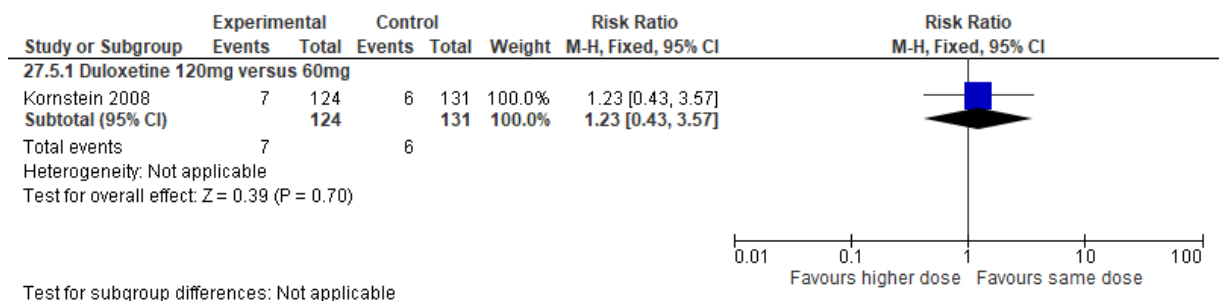 Experimental Control Risk Ratio Risk Ratio
Study or Subgroup Events Total Events Total Weight M-H, Fixed, 95% CI M-H, Fixed, 95% CI
27.5.1 Duloxetine 120mg versus 60mg
Kornstein 2008 7 124 6 131 100.0% 1.23 [0.43, 3.57]
Subtotal (95% CI) 124 131 100.0% 1.23 [0.43, 3.57]
Total events 7 6
Heterogeneity: Not applicable
Test for overall effect: Z = 0.39 (P = 0.70)
0.01 0.1 1 10 100
Favours higher dose Favours same dose
Test for subgroup differences: Not applicable